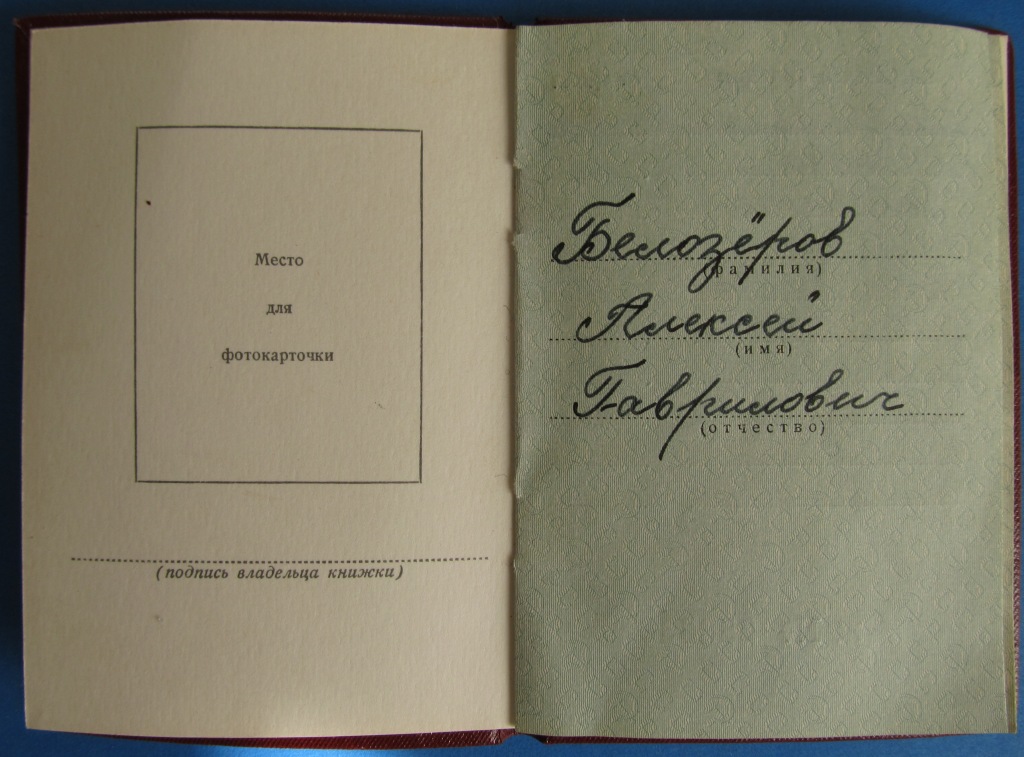 Место
для
фотокарточки
(подпись владельца книжки)
Белозёров
(фамилия)
Алексей
(имя)
Гаврилович
(отчество)